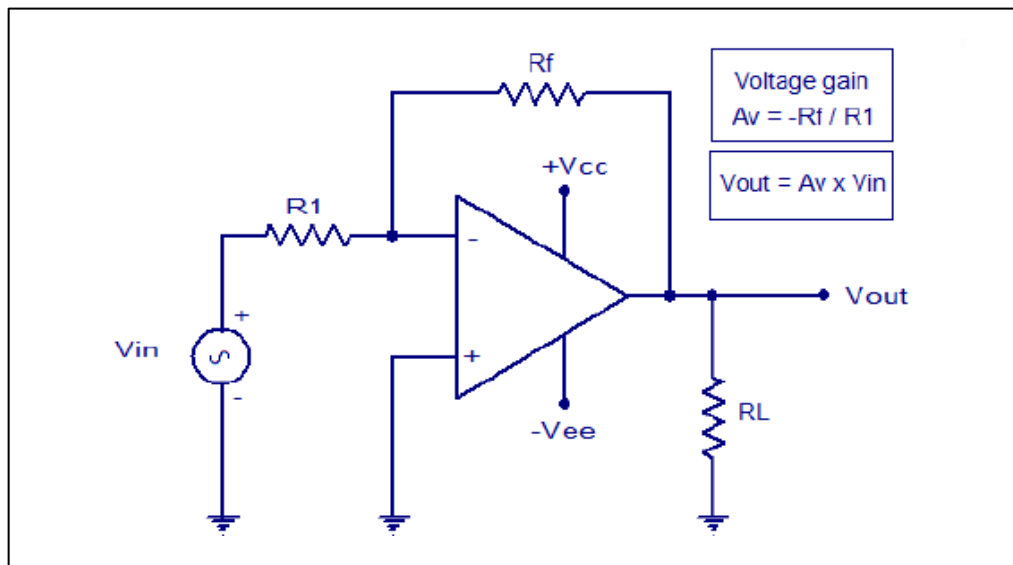 Rf
Voltage gain
Av = -Rf / R1
+Vcc
Vout = Av x Vin
R1
-
Vout
+
Vin
S
-
+
RL
-Vee